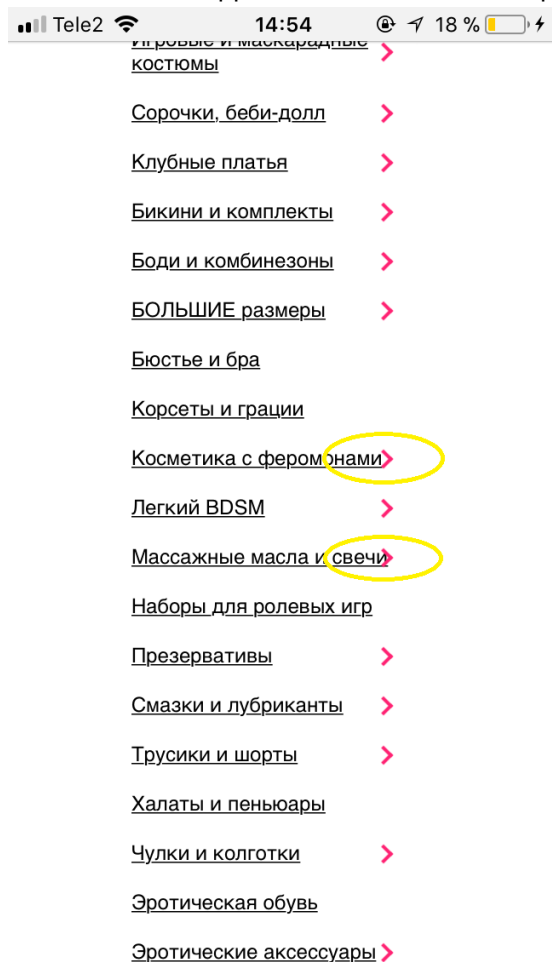 Tele2 14:54 18 %
Игровые и маскарадные
костюмы
Сорочки, беби-долл
Клубные платья
Бикини и комплекты
Боди и комбинезоны
БОЛЬШИЕ размеры
Бюстье и бра
Корсеты и грации
Косметика с феромонами
Легкий BDSM
Массажные масла и свечи
Наборы для ролевых игр
Презервативы
Смазки и лубриканты
Трусики и шорты
Халаты и пеньюары
Чулки и колготки
Эротическая обувь
Эротические аксессуары